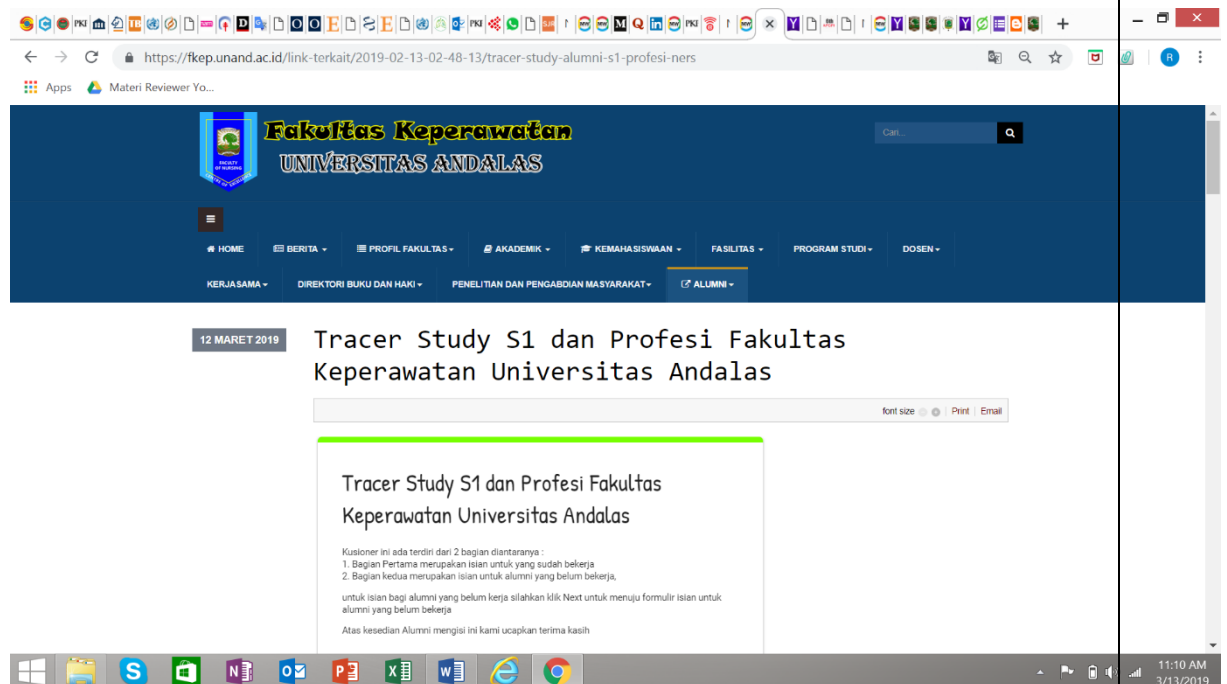 https://fkep.unand.ac.id/link-terkait/2019-02-13-02-48-13/tracer-study-alumni-s1-profesi-ners
Apps Materi Reviewer Yo...
Fakultas Keperawatan
UNIVERSITAS ANDALAS
Cari...
HOME BERITA PROFIL FAKULTAS AKADEMIK KEMAHASISWAAN FASILITAS PROGRAM STUDI DOSEN
KERJASAMA DIREKTORI BUKU DAN HAKI PENELITIAN DAN PENGABDIAN MASYARAKAT ALUMNI
12 MARET 2019
Tracer Study S1 dan Profesi Fakultas
Keperawatan Universitas Andalas
font size Print Email
Tracer Study S1 dan Profesi Fakultas
Keperawatan Universitas Andalas
Kusioner ini ada terdiri dari 2 bagian diantaranya :
1. Bagian Pertama merupakan isian untuk yang sudah bekerja
2. Bagian kedua merupakan isian untuk alumni yang belum bekerja,
untuk isian bagi alumni yang belum kerja silahkan klik Next untuk menuju formulir isian untuk
alumni yang belum bekerja
Atas kesedian Alumni mengisi ini kami ucapkan terima kasih
11:10 AM
3/13/2019